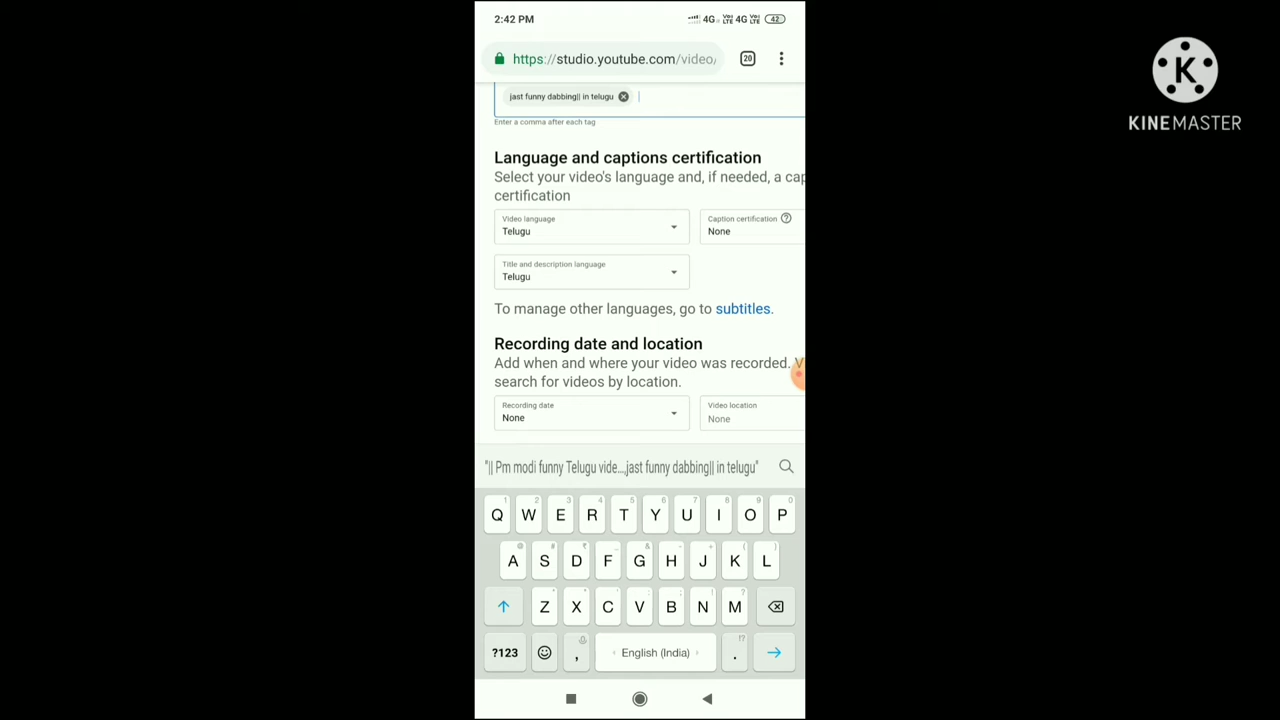 2:42 PM
4G 4G 42
https://studio.youtube.com/video/
20
KINEMASTER
jast funny dabbing|| in telugu
Enter a comma after each tag
Language and captions certification
Select your video's language and, if needed, a cap
certification
Video language
Telugu
Caption certification
None
Title and description language
Telugu
To manage other languages, go to subtitles.
Recording date and location
Add when and where your video was recorded. V
search for videos by location.
Recording date
None
Video location
None
"|| Pm modi funny Telugu vide...,jast funny dabbing|| in telugu"
Q W E R T Y U I O P
A S D F G H J K L
Z X C V B N M
?123 , English (India) .